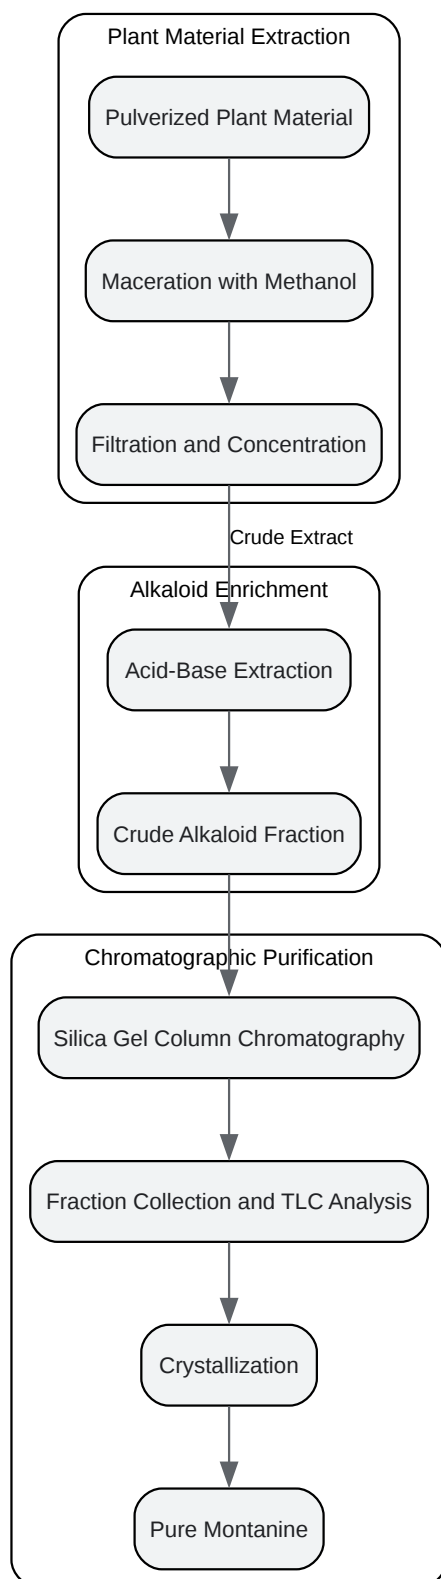 Plant Material Extraction
Pulverized Plant Material
Maceration with Methanol
Filtration and Concentration
Crude Extract
Alkaloid Enrichment
Acid-Base Extraction
Crude Alkaloid Fraction
Chromatographic Purification
Silica Gel Column Chromatography
Fraction Collection and TLC Analysis
Crystallization
Pure Montanine